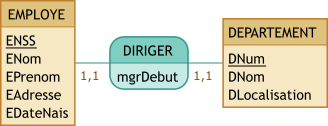 EMPLOYE
ENSS
ENom
EPrenom
EAdresse
EDateNais
1,1
DIRIGER
mgrDebut
1,1
DEPARTEMENT
DNum
DNom
DLocalisation